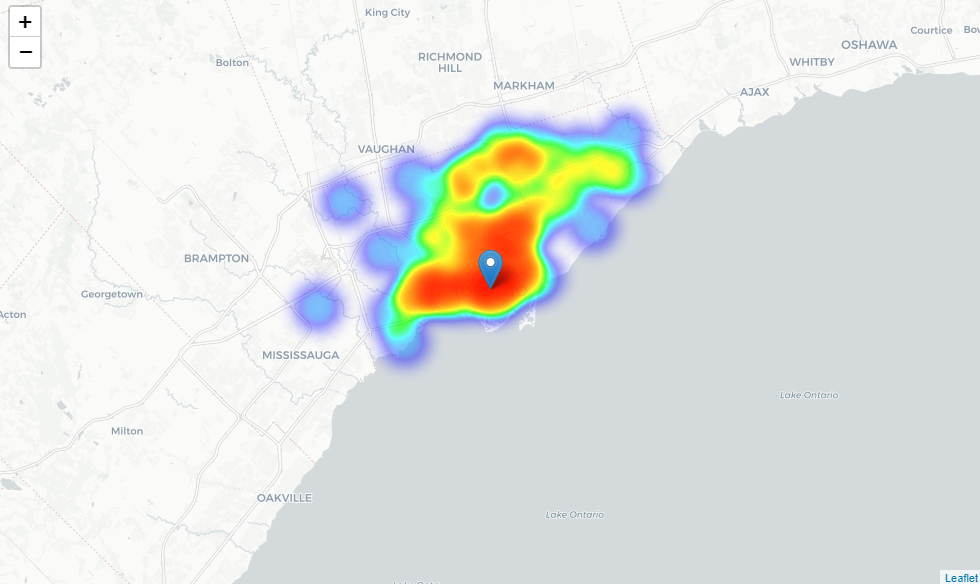 +
−
King City
Bolton
RICHMOND
HILL
MARKHAM
Courtice
OSHAWA
WHITBY
AJAX
VAUGHAN
BRAMPTON
Georgetown
Acton
MISSISSAUGA
Lake Ontario
Milton
OAKVILLE
Lake Ontario
Leaflet